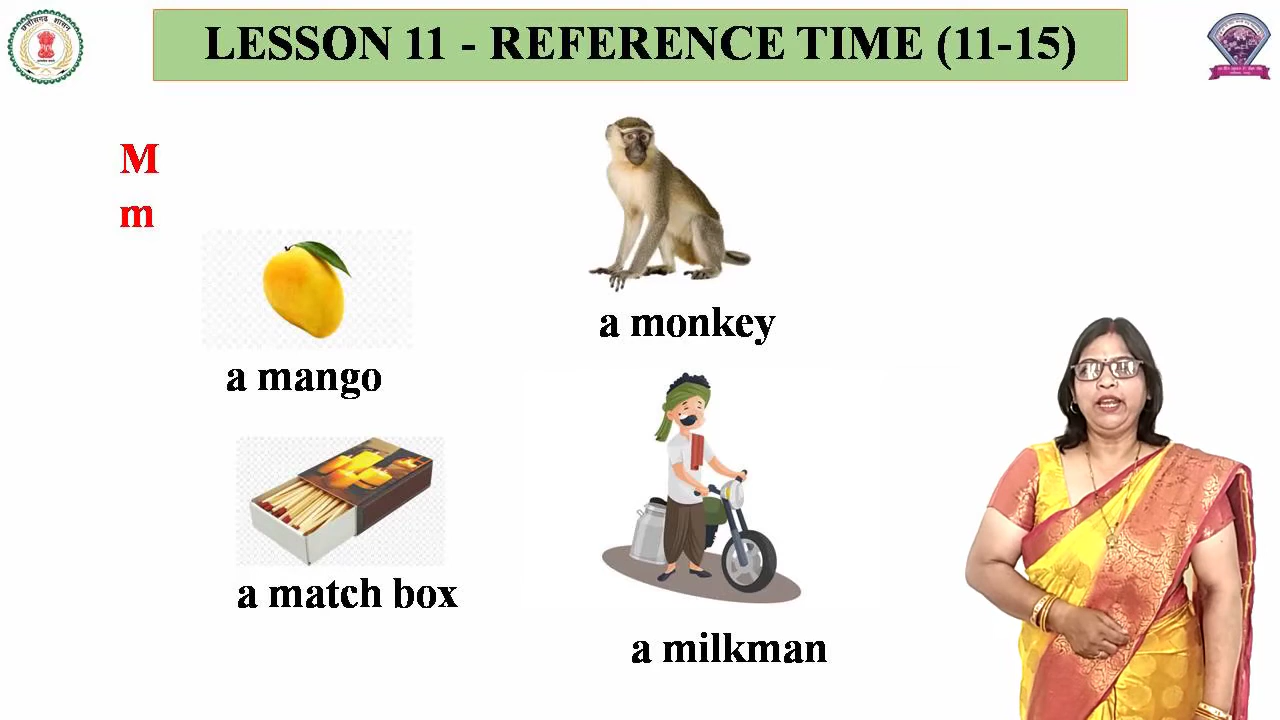 LESSON 11 - REFERENCE TIME (11-15)
M
m
a monkey
a mango
a match box
a milkman